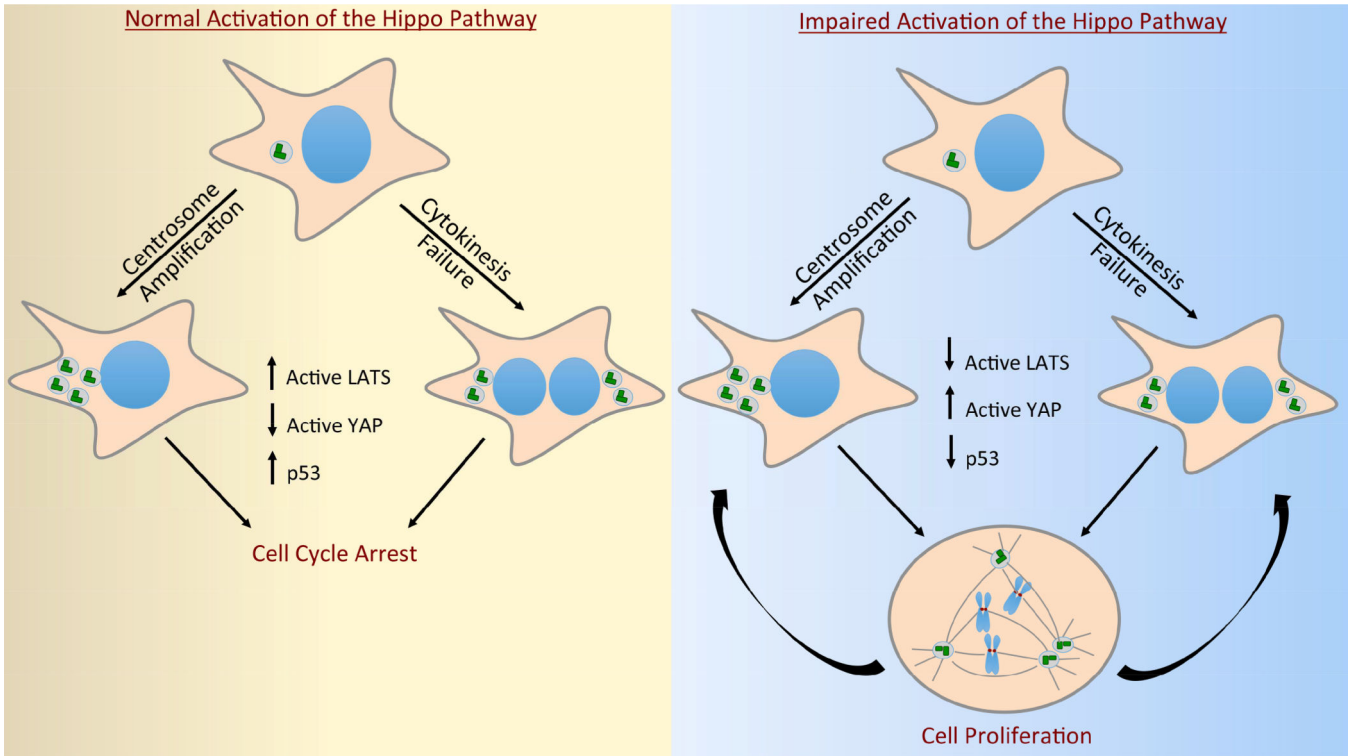 Normal Activation of the Hippo Pathway
Centrosome
Amplification
Cytokinesis
Failure
Active LATS
Active YAP
p53
Cell Cycle Arrest
Impaired Activation of the Hippo Pathway
Centrosome
Amplification
Cytokinesis
Failure
Active LATS
Active YAP
p53
Cell Proliferation